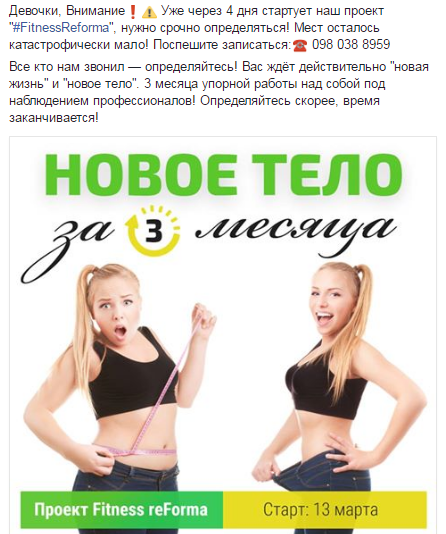 Девочки, Внимание❗⚠ Уже через 4 дня стартует наш проект
"#FitnessReforma", нужно срочно определяться! Мест осталось
катастрофически мало! Поспешите записаться:☎ 098 038 8959
Все кто нам звонил — определяйтесь! Вас ждёт действительно "новая
жизнь" и "новое тело". 3 месяца упорной работы над собой под
наблюдением профессионалов! Определяйтесь скорее, время
заканчивается!
НОВОЕ ТЕЛО
за 3 месяца
Проект Fitness reForma
Старт: 13 марта